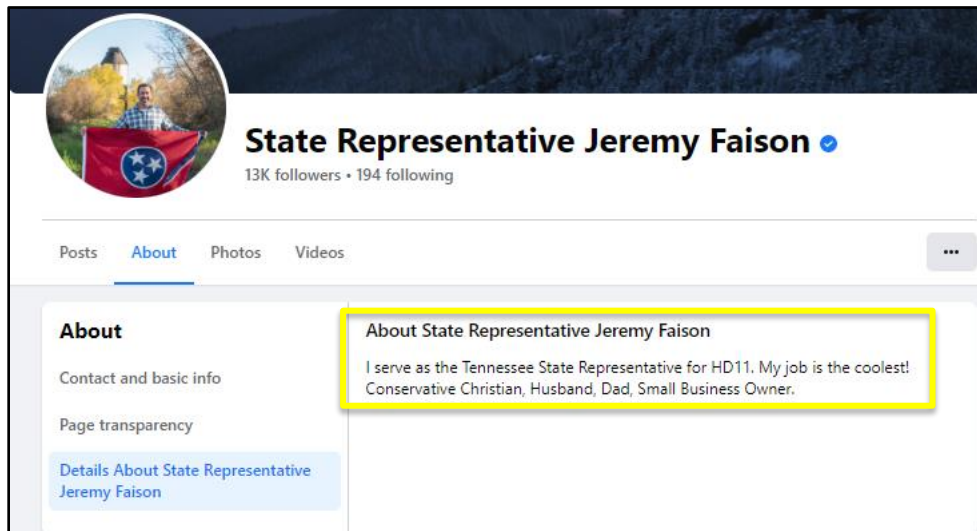 State Representative Jeremy Faison
13K followers • 194 following
Posts About Photos Videos
About
Contact and basic info
Page transparency
Details About State Representative
Jeremy Faison
About State Representative Jeremy Faison
I serve as the Tennessee State Representative for HD11. My job is the coolest!
Conservative Christian, Husband, Dad, Small Business Owner.